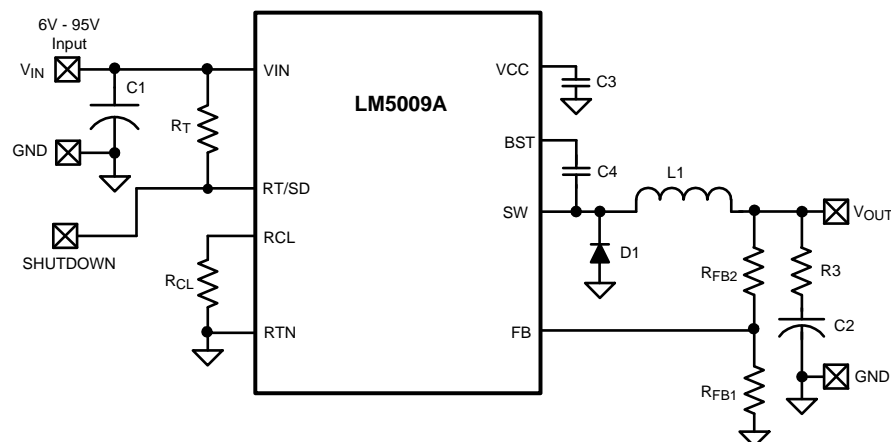 6V - 95V
Input
VIN
C1
GND
RT
SHUTDOWN
RCL
LM5009A
VIN
RT/SD
RCL
RTN
VCC
BST
SW
FB
C3
C4
L1
D1
VOUT
RFB2
R3
C2
RFB1
GND